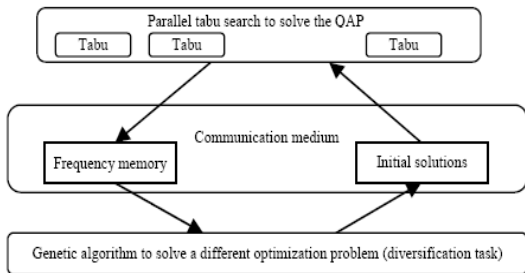 Parallel tabu search to solve the QAP
Tabu Tabu Tabu
Communication medium
Frequency memory Initial solutions
Genetic algorithm to solve a different optimization problem (diversification task)